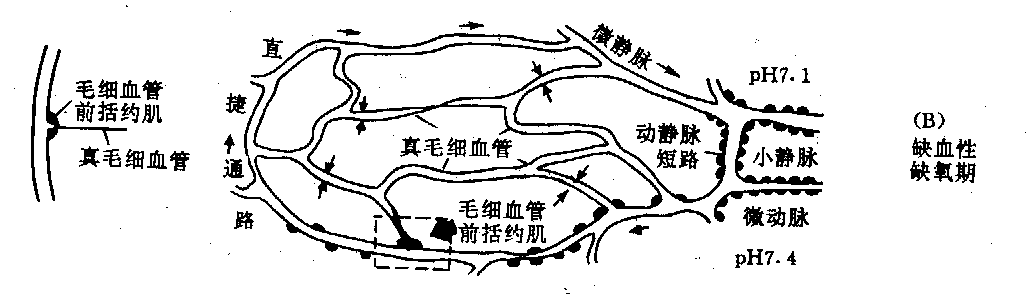 毛细血管
前括约肌
真毛细血管
直捷通路
微静脉
pH7.1
动静脉
短路
小静脉
真毛细血管
毛细血管
前括约肌
微动脉
pH7.4
(B)
缺血性
缺氧期